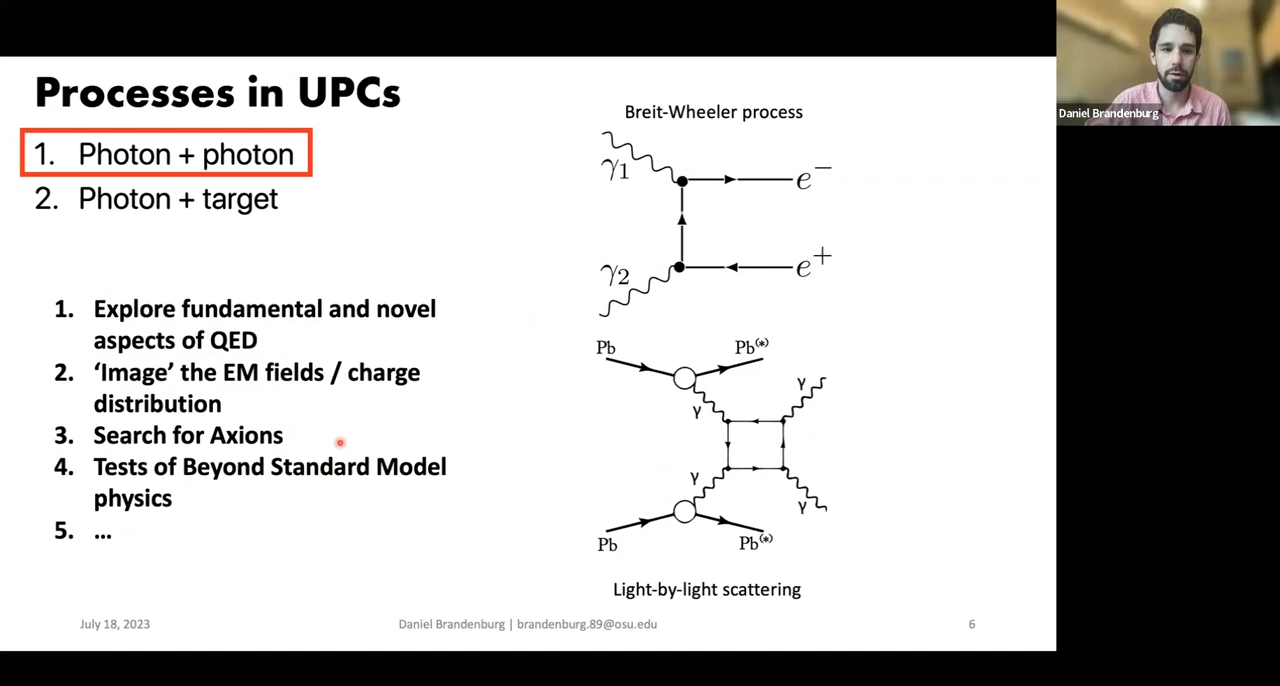 Processes in UPCs
1. Photon + photon
2. Photon + target
1. Explore fundamental and novel
aspects of QED
2. ‘Image’ the EM fields / charge
distribution
3. Search for Axions
4. Tests of Beyond Standard Model
physics
5. ...
Breit-Wheeler process
γ1
e−
γ2
e+
Pb
Pb(*)
γ
γ
γ
γ
Pb
Pb(*)
Light-by-light scattering
July 18, 2023
Daniel Brandenburg | brandenburg.89@osu.edu
6
Daniel Brandenburg